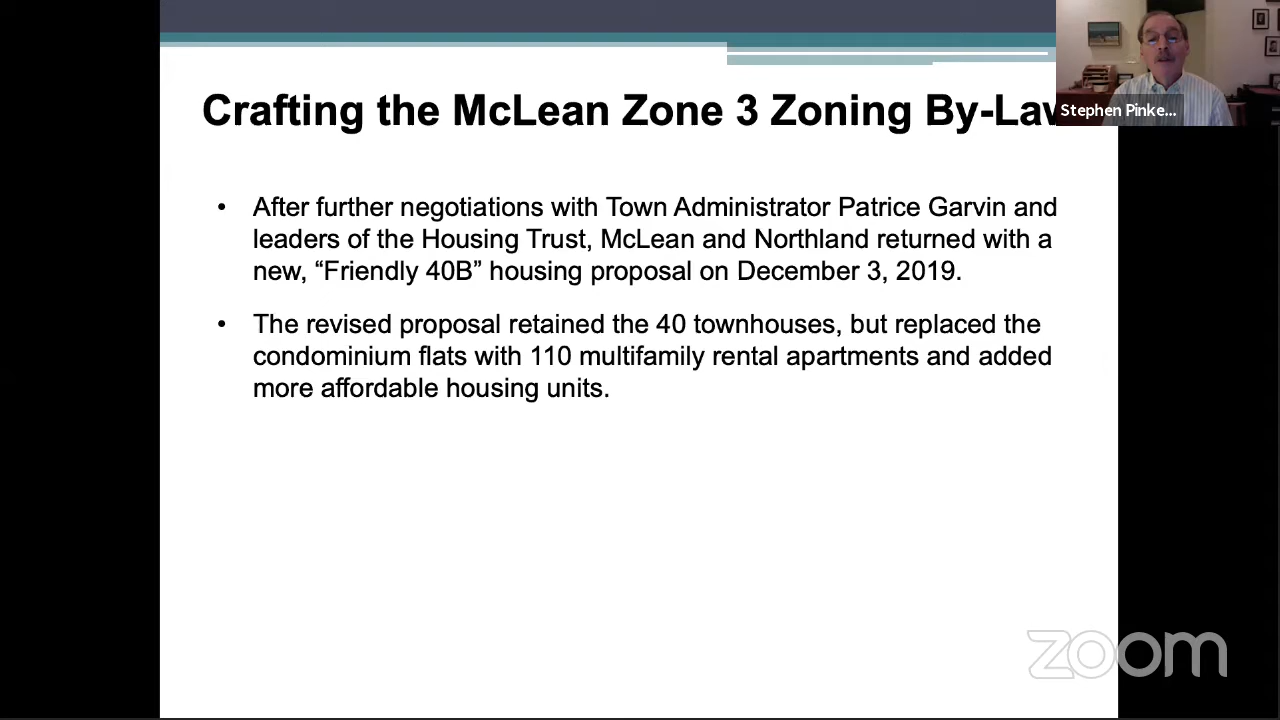 Crafting the McLean Zone 3 Zoning By-Lav
Stephen Pinke...
• After further negotiations with Town Administrator Patrice Garvin and
leaders of the Housing Trust, McLean and Northland returned with a
new, “Friendly 40B” housing proposal on December 3, 2019.
• The revised proposal retained the 40 townhouses, but replaced the
condominium flats with 110 multifamily rental apartments and added
more affordable housing units.
zoom